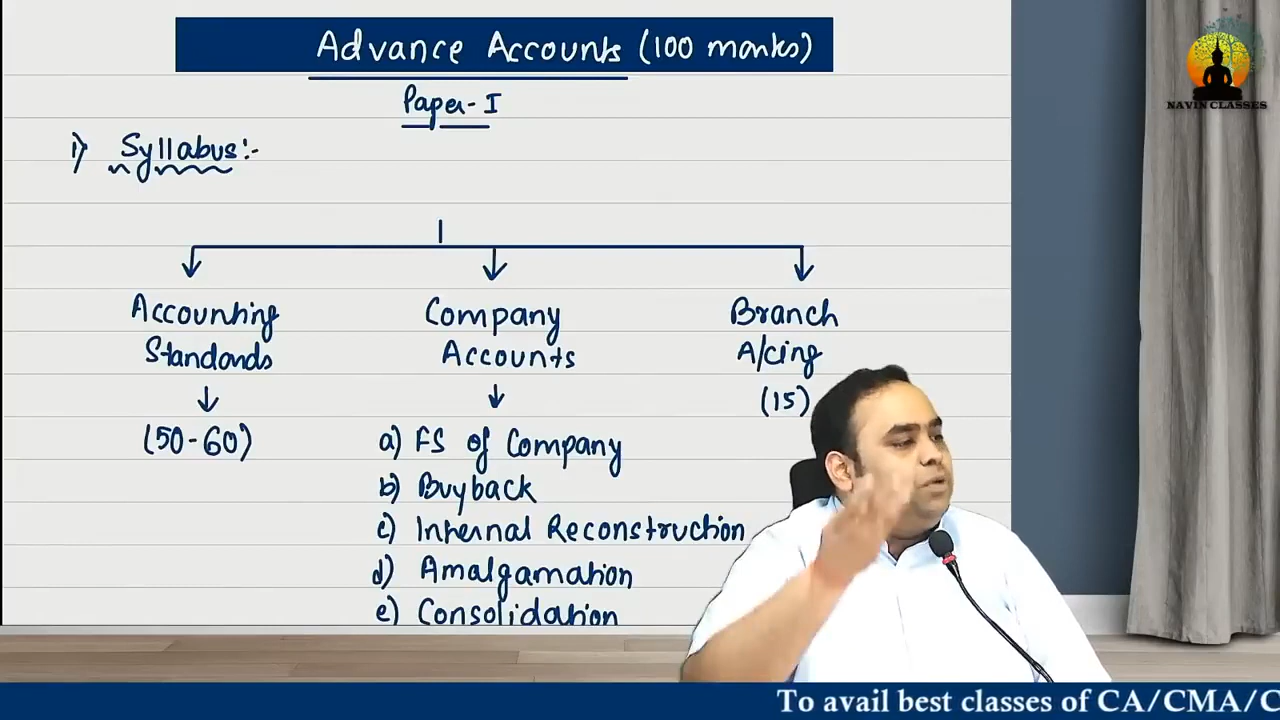 Advance Accounts (100 marks)
Paper-I
1) Syllabus:-
Accounting Standards
(50-60)
Company Accounts
a) FS of Company
b) Buyback
c) Internal Reconstruction
d) Amalgamation
e) Consolidation
Branch A/cing
(15)
NAVIN CLASSES
To avail best classes of CA/CMA/C